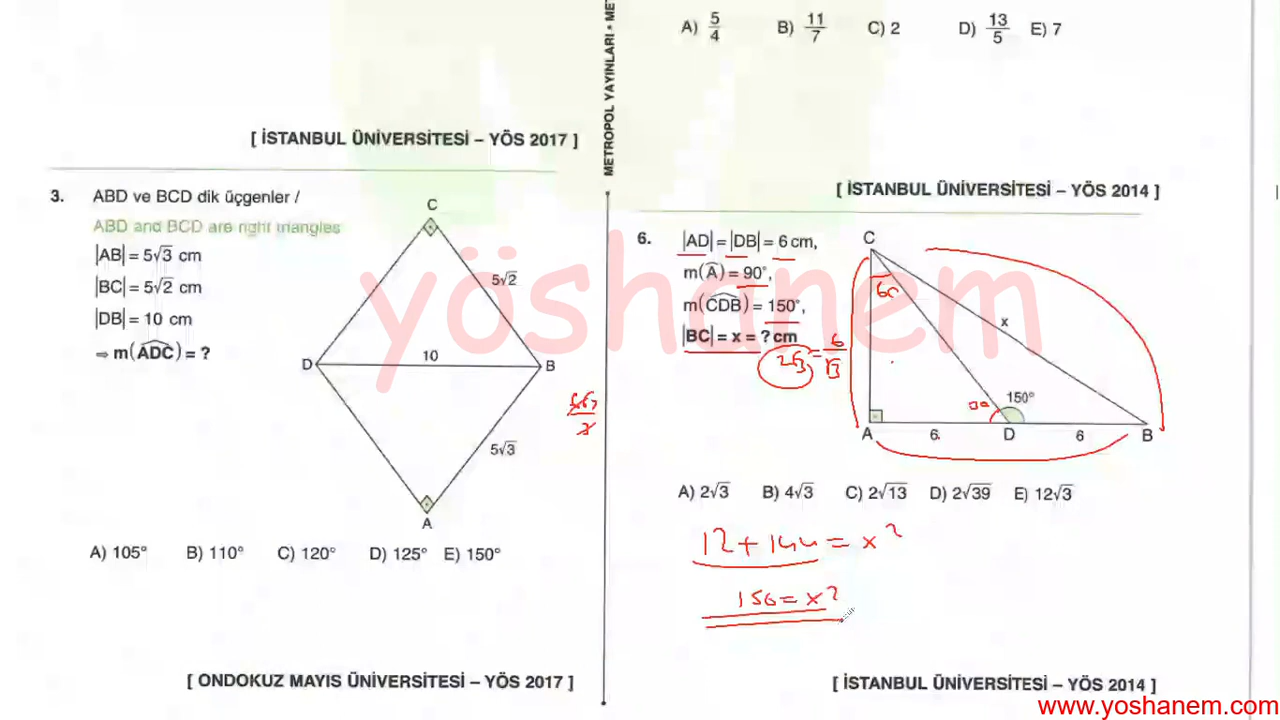 [ İSTANBUL ÜNİVERSİTESİ – YÖS 2017 ]
3. ABD ve BCD dik üçgenler /
ABD and BCD are right triangles
|AB| = 5√3 cm
|BC| = 5√2 cm
|DB| = 10 cm
⇒ m(ADC) = ?
C
5√2
D
10
B
5√3
A
A) 105° B) 110° C) 120° D) 125° E) 150°
[ ONDOKUZ MAYIS ÜNİVERSİTESİ – YÖS 2017 ]
METROPOL YAYINLARI • ME
A) 5/4 B) 11/7 C) 2 D) 13/5 E) 7
[ İSTANBUL ÜNİVERSİTESİ – YÖS 2014 ]
6. |AD| = |DB| = 6 cm,
m(A) = 90°,
m(CDB) = 150°,
|BC| = x = ? cm
2√3 = 6/√3
C
60
x
30
150°
A
6
D
6
B
A) 2√3 B) 4√3 C) 2√13 D) 2√39 E) 12√3
12 + 144 = x²
156 = x²
[ İSTANBUL ÜNİVERSİTESİ – YÖS 2014 ]
yöshanem
www.yoshanem.com